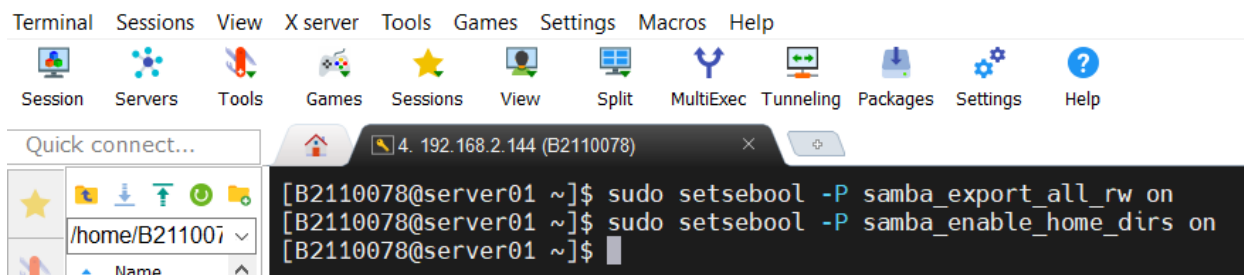 Terminal Sessions View X server Tools Games Settings Macros Help
Session Servers Tools Games Sessions View Split MultiExec Tunneling Packages Settings Help
Quick connect...
4. 192.168.2.144 (B2110078)
/home/B211007
Name
[B2110078@server01 ~]$ sudo setsebool -P samba_export_all_rw on
[B2110078@server01 ~]$ sudo setsebool -P samba_enable_home_dirs on
[B2110078@server01 ~]$